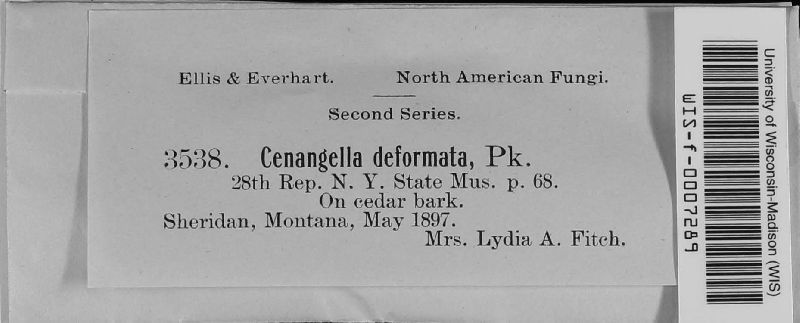 Ellis & Everhart. North American Fungi.
Second Series.
3538. Cenangella deformata, Pk.
28th Rep. N. Y. State Mus. p. 68.
On cedar bark.
Sheridan, Montana, May 1897.
Mrs. Lydia A. Fitch.
University of Wisconsin-Madison (WIS)
WIS-f-0007289